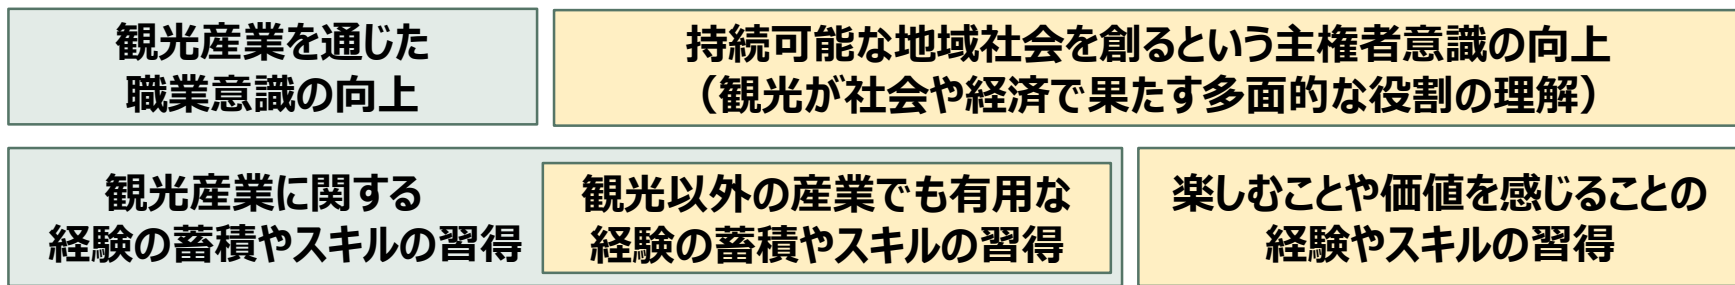 観光産業を通じた
職業意識の向上
持続可能な地域社会を創るという主権者意識の向上
（観光が社会や経済で果たす多面的な役割の理解）
観光産業に関する
経験の蓄積やスキルの習得
観光以外の産業でも有用な
経験の蓄積やスキルの習得
楽しむことや価値を感じることの
経験やスキルの習得